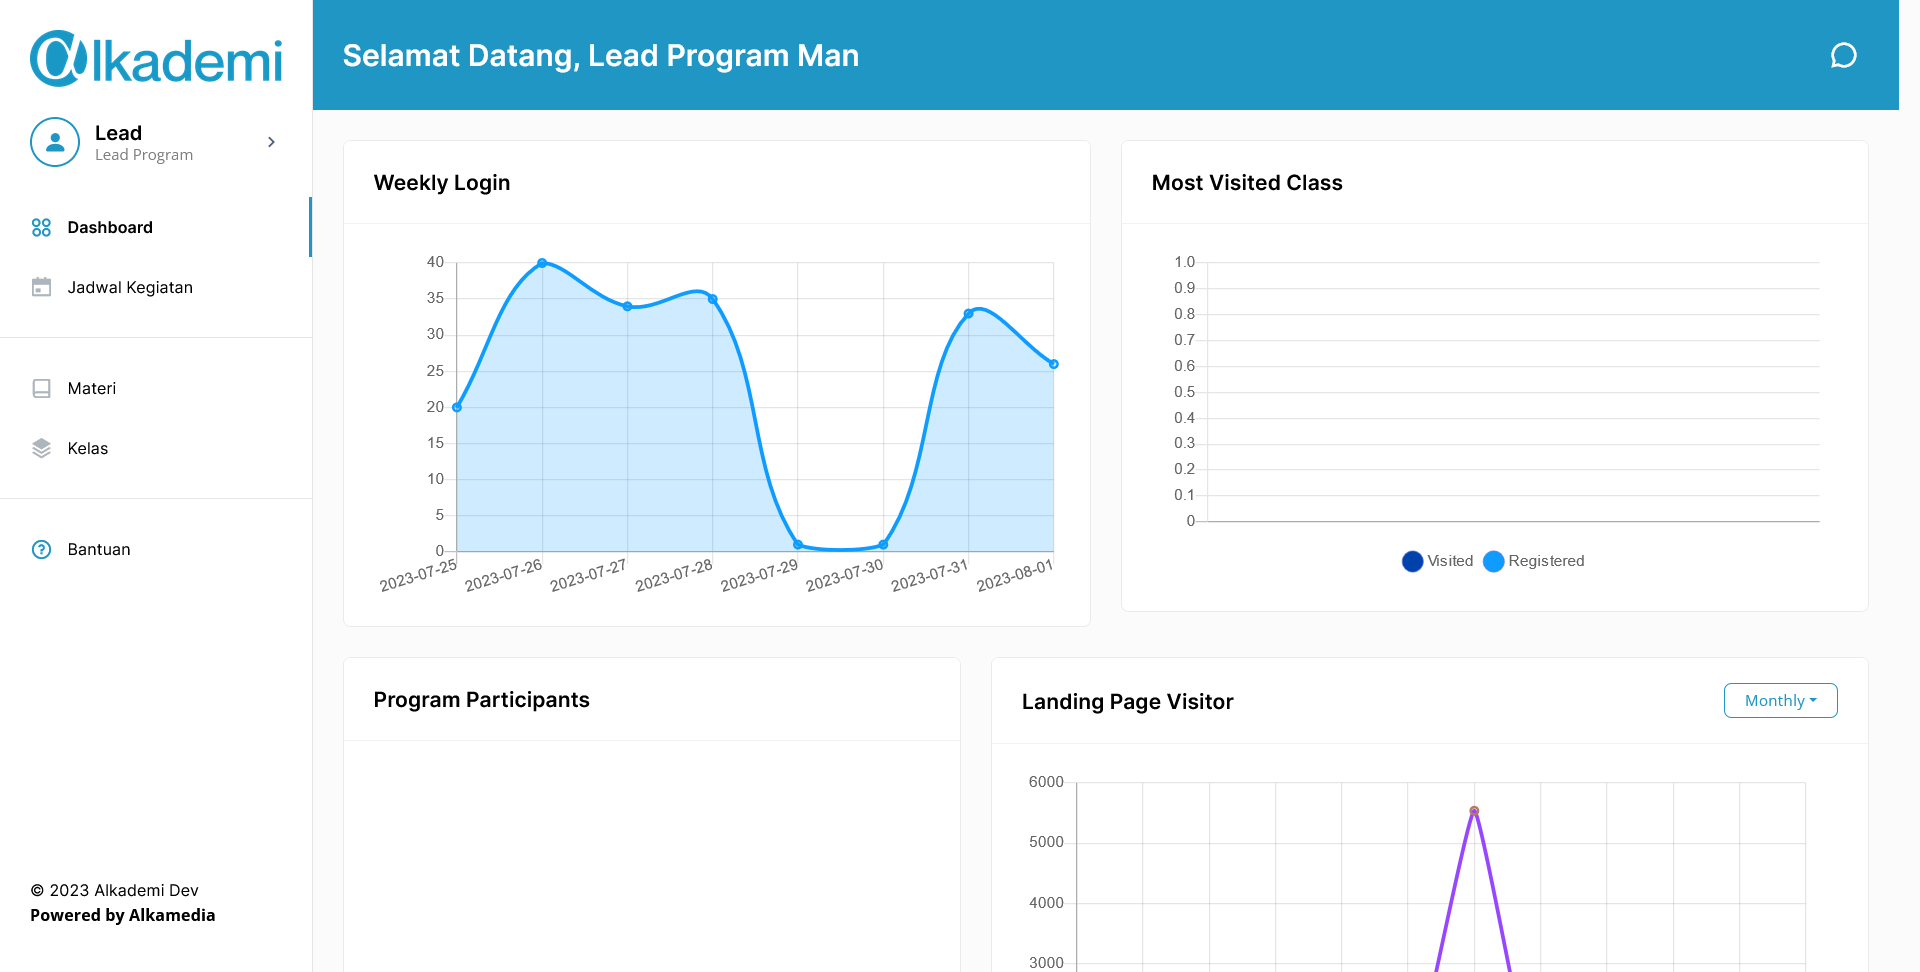 alkademi
Selamat Datang, Lead Program Man
Lead
Lead Program
Dashboard
Jadwal Kegiatan
Materi
Kelas
Bantuan
© 2023 Alkademi Dev
Powered by Alkamedia
Weekly Login
40
35
30
25
20
15
10
5
0
2023-07-25
2023-07-26
2023-07-27
2023-07-28
2023-07-29
2023-07-30
2023-07-31
2023-08-01
Most Visited Class
1.0
0.9
0.8
0.7
0.6
0.5
0.4
0.3
0.2
0.1
0
Visited
Registered
Program Participants
Landing Page Visitor
Monthly
6000
5000
4000
3000